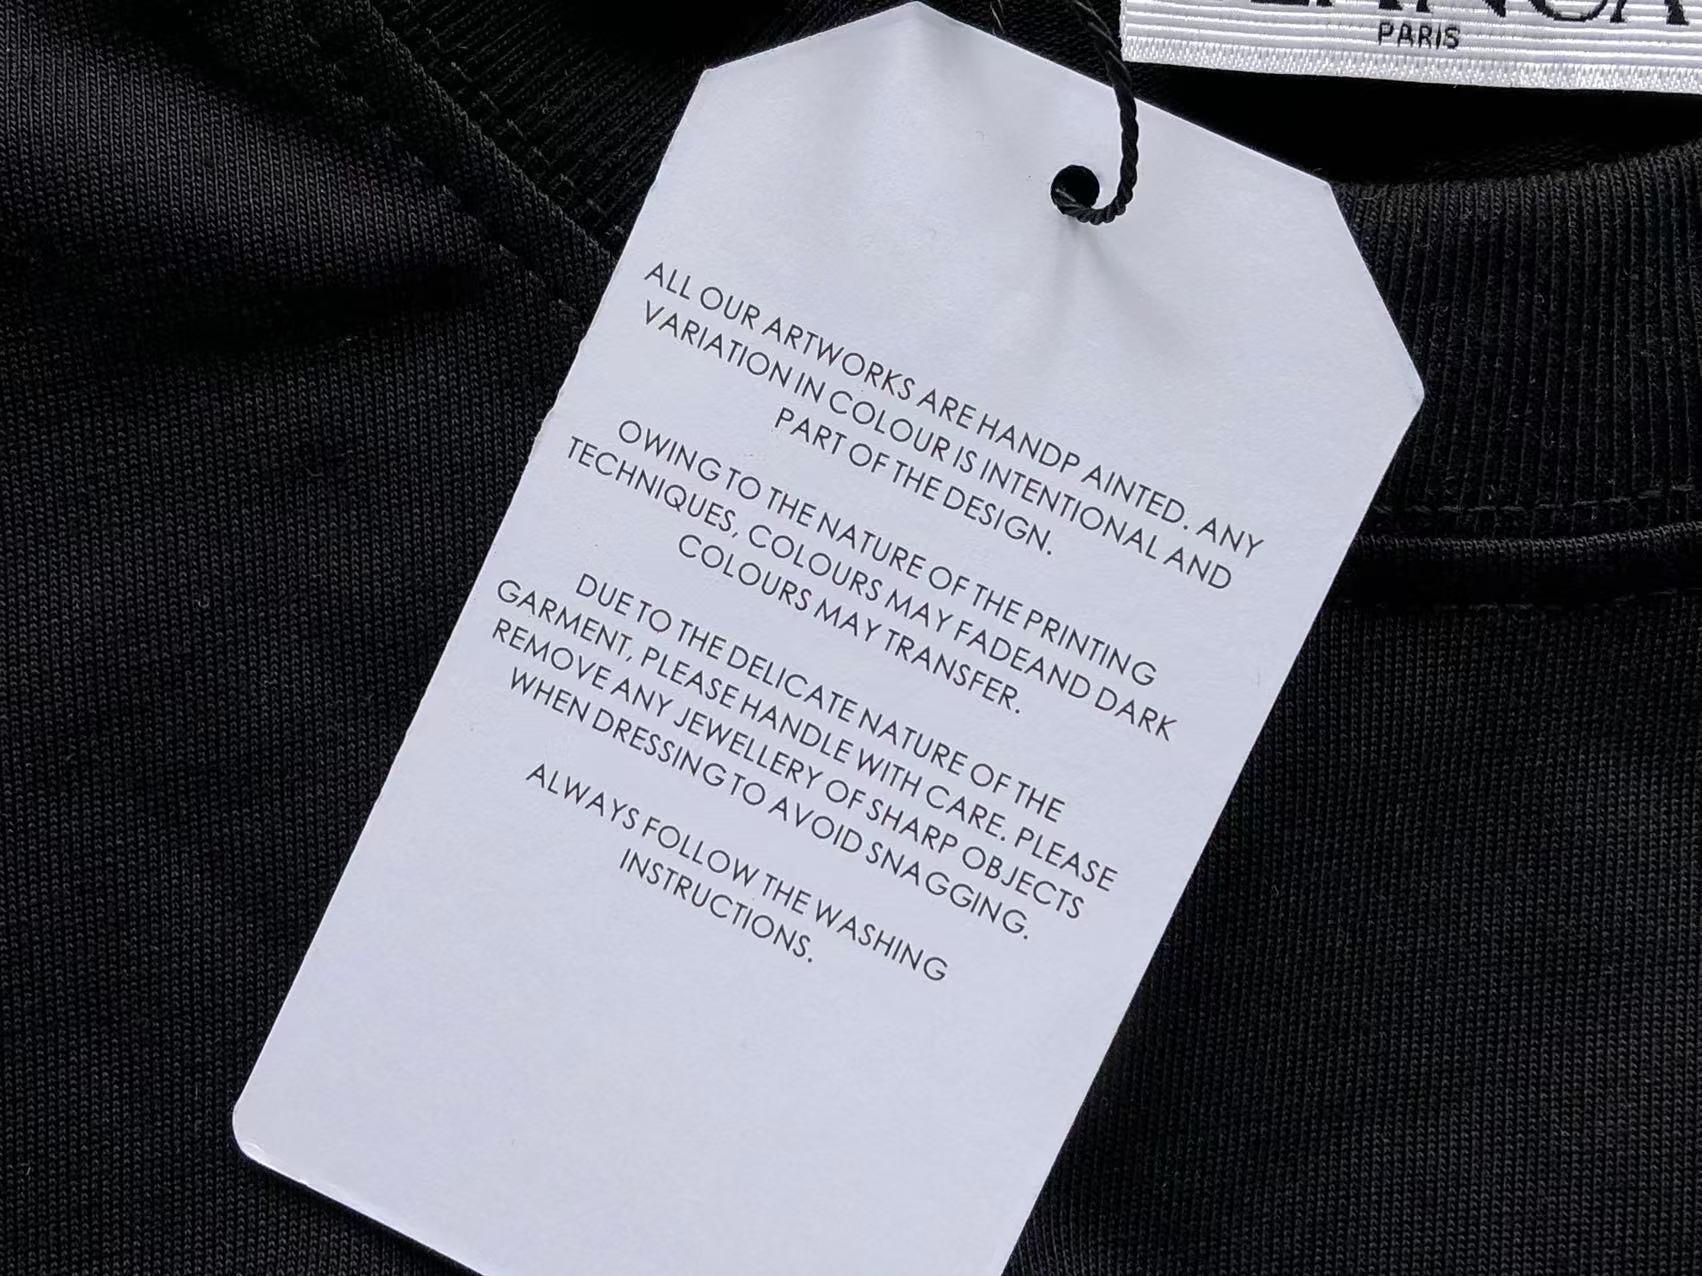 PARIS
ALL OUR ARTWORKS ARE HANDP AINTED. ANY
VARIATION IN COLOUR IS INTENTIONAL AND
PART OF THE DESIGN.
OWING TO THE NATURE OF THE PRINTING
TECHNIQUES, COLOURS MAY FADEAND DARK
COLOURS MAY TRANSFER.
DUE TO THE DELICATE NATURE OF THE
GARMENT, PLEASE HANDLE WITH CARE. PLEASE
REMOVE ANY JEWELLERY OF SHARP OBJECTS
WHEN DRESSING TO AVOID SNAGGING.
ALWAYS FOLLOW THE WASHING
INSTRUCTIONS.